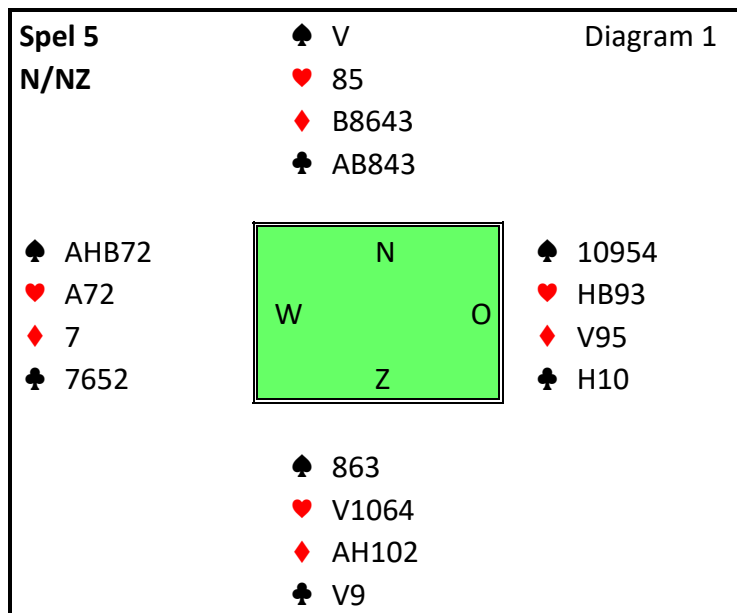 Spel 5 ♠ V Diagram 1
N/NZ ♥ 85
♦ B8643
♣ AB843
♠ AHB72 N ♠ 10954
♥ A72 ♥ HB93
W O
♦ 7 ♦ V95
♣ 7652 Z ♣ H10
♠ 863
♥ V1064
♦ AH102
♣ V9